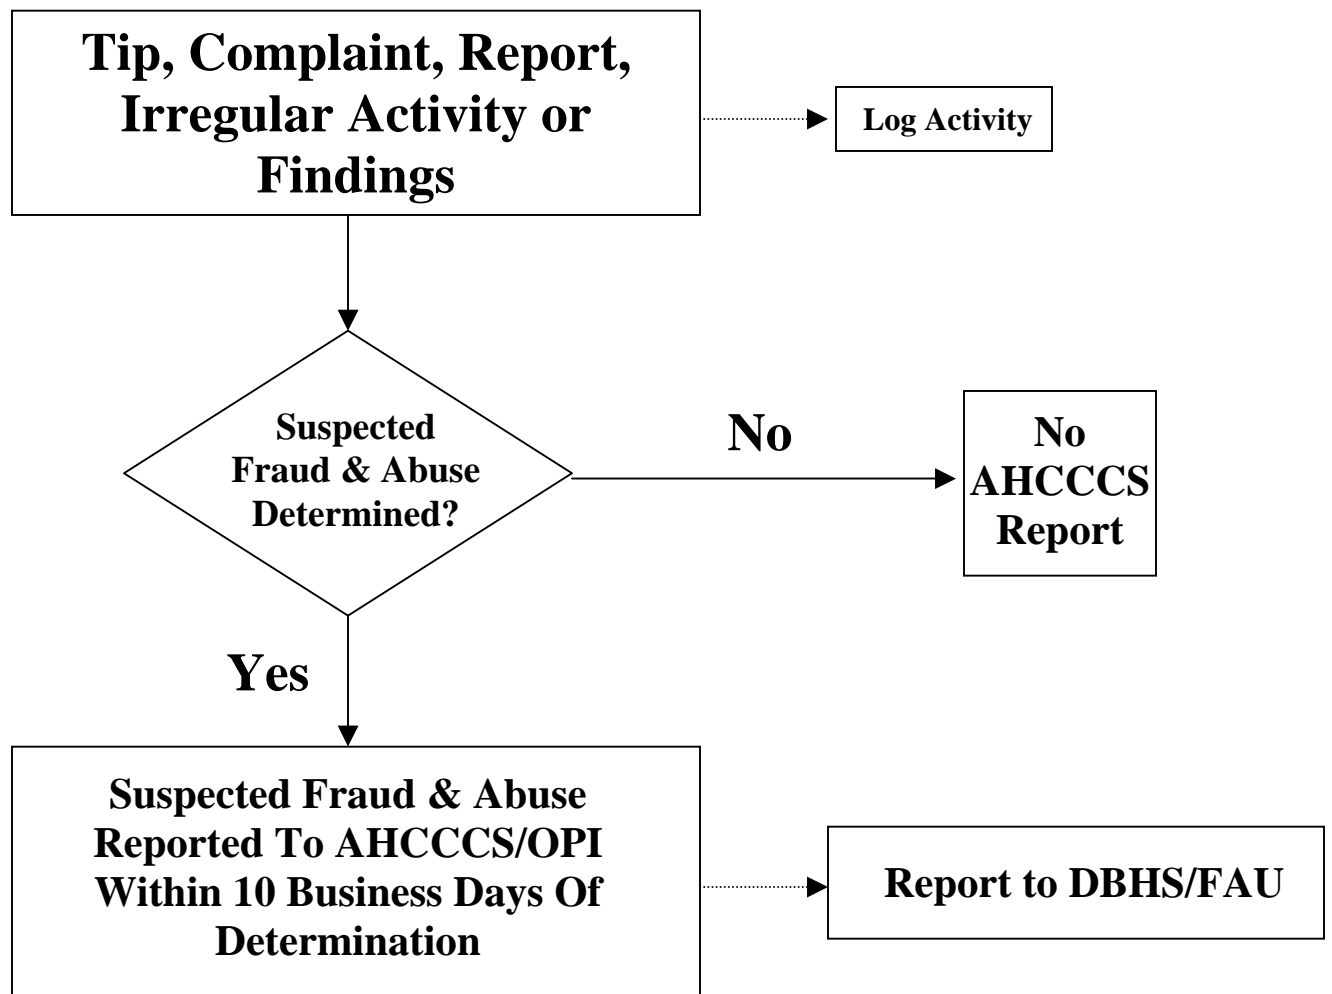 Tip, Complaint, Report,
Irregular Activity or
Findings
Log Activity
Suspected
Fraud & Abuse
Determined?
No
No
AHCCCS
Report
Yes
Suspected Fraud & Abuse
Reported To AHCCCS/OPI
Within 10 Business Days Of
Determination
Report to DBHS/FAU